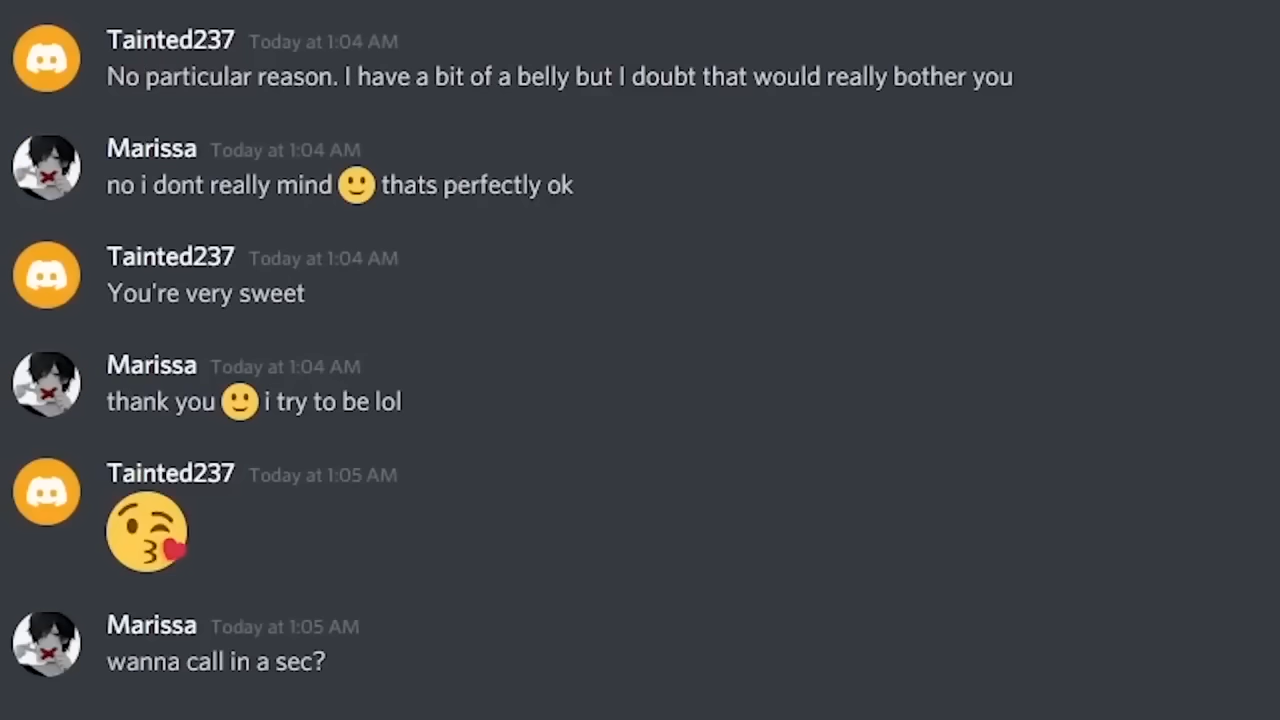 Tainted237 Today at 1:04 AM
No particular reason. I have a bit of a belly but I doubt that would really bother you
Marissa Today at 1:04 AM
no i dont really mind 🙂 thats perfectly ok
Tainted237 Today at 1:04 AM
You're very sweet
Marissa Today at 1:04 AM
thank you 🙂 i try to be lol
Tainted237 Today at 1:05 AM
😘
Marissa Today at 1:05 AM
wanna call in a sec?